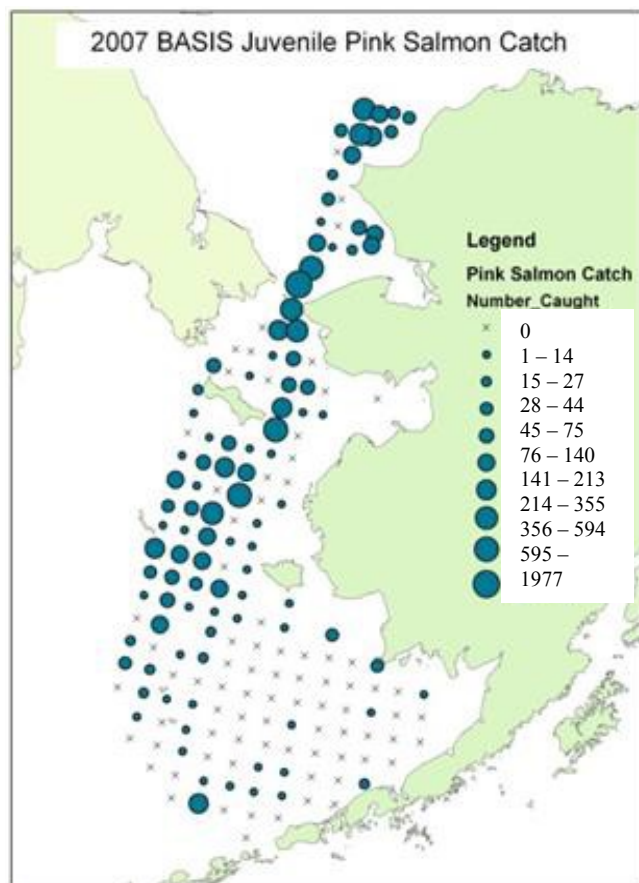 2007 BASIS Juvenile Pink Salmon Catch
Legend
Pink Salmon Catch
Number_Caught
0
1 – 14
15 – 27
28 – 44
45 – 75
76 – 140
141 – 213
214 – 355
356 – 594
595 –
1977